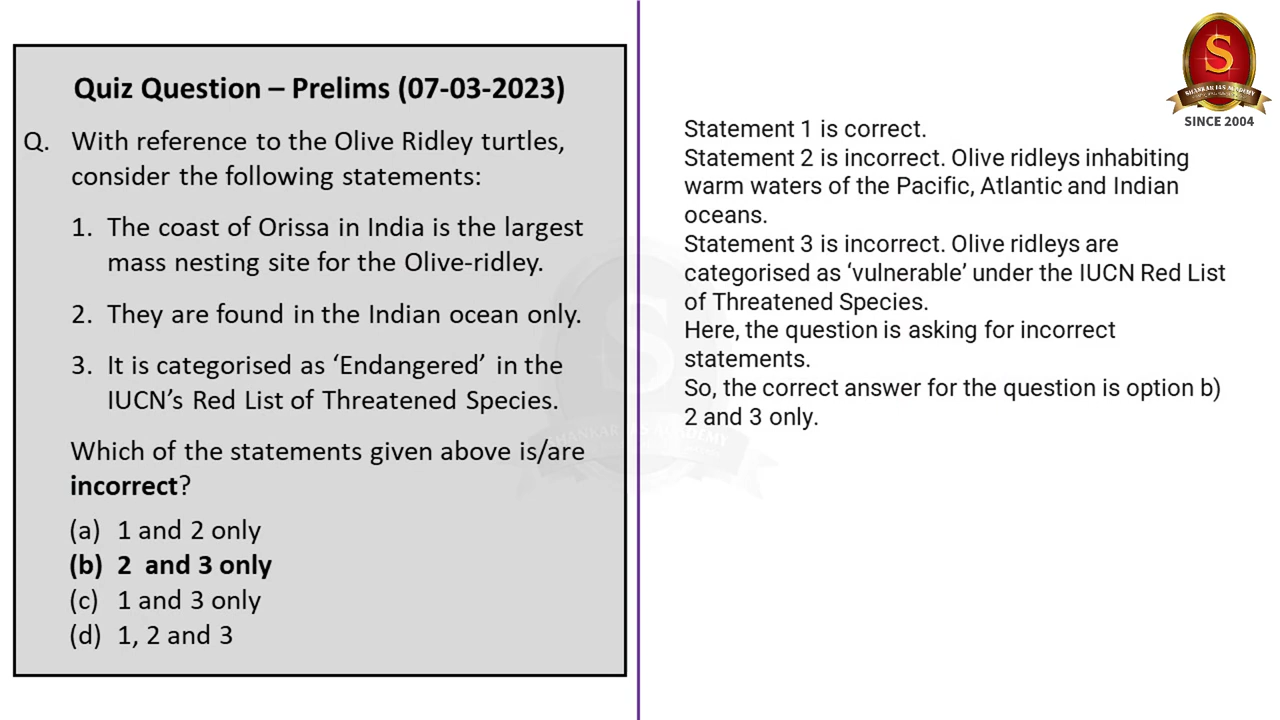 Quiz Question – Prelims (07-03-2023)
Q. With reference to the Olive Ridley turtles,
consider the following statements:
1. The coast of Orissa in India is the largest
mass nesting site for the Olive-ridley.
2. They are found in the Indian ocean only.
3. It is categorised as ‘Endangered’ in the
IUCN’s Red List of Threatened Species.
Which of the statements given above is/are
incorrect?
(a) 1 and 2 only
(b) 2 and 3 only
(c) 1 and 3 only
(d) 1, 2 and 3
Statement 1 is correct.
Statement 2 is incorrect. Olive ridleys inhabiting
warm waters of the Pacific, Atlantic and Indian
oceans.
Statement 3 is incorrect. Olive ridleys are
categorised as ‘vulnerable’ under the IUCN Red List
of Threatened Species.
Here, the question is asking for incorrect
statements.
So, the correct answer for the question is option b)
2 and 3 only.
S
SHANKAR IAS ACADEMY
SINCE 2004
S
SHANKAR IAS ACADEMY